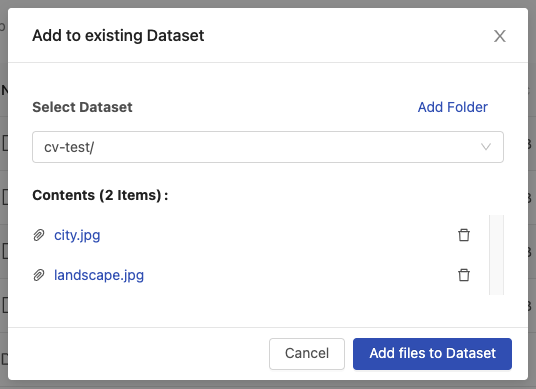 Add to existing Dataset
Select Dataset
Add Folder
cv-test/
Contents (2 Items) :
city.jpg
landscape.jpg
Cancel
Add files to Dataset